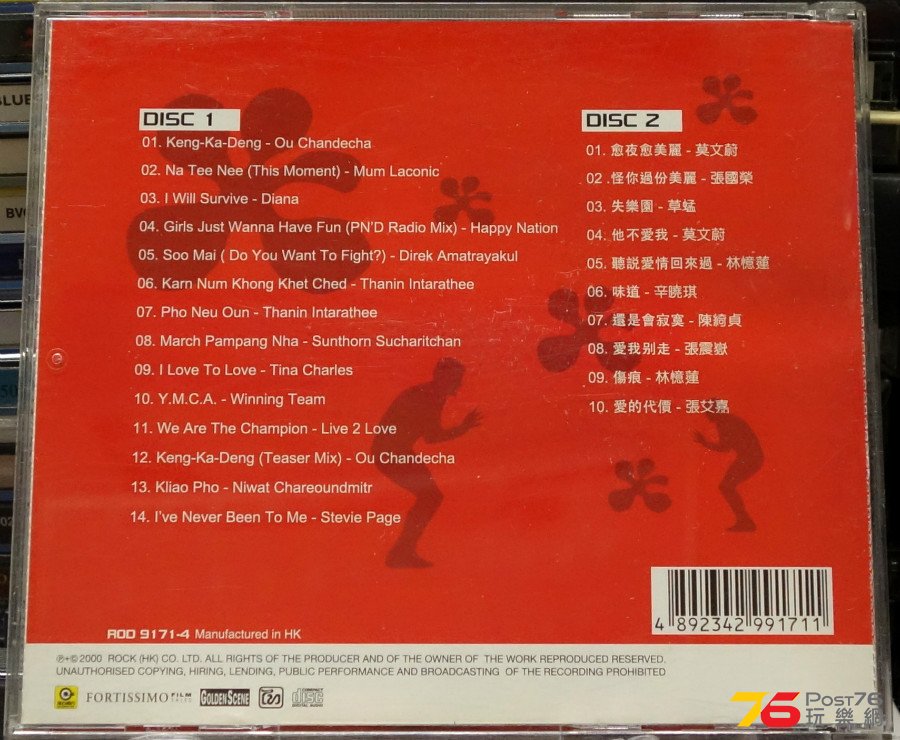 DISC 1
01. Keng-Ka-Deng - Ou Chandecha
02. Na Tee Nee (This Moment) - Mum Laconic
03. I Will Survive - Diana
04. Girls Just Wanna Have Fun (PN'D Radio Mix) - Happy Nation
05. Soo Mai ( Do You Want To Fight?) - Direk Amatrayakul
06. Karn Num Khong Khet Ched - Thanin Intarathee
07. Pho Neu Oun - Thanin Intarathee
08. March Pampang Nha - Sunthorn Sucharitchan
09. I Love To Love - Tina Charles
10. Y.M.C.A. - Winning Team
11. We Are The Champion - Live 2 Love
12. Keng-Ka-Deng (Teaser Mix) - Ou Chandecha
13. Kliao Pho - Niwat Chareoundmitr
14. I've Never Been To Me - Stevie Page
DISC 2
01. 愈夜愈美麗 - 莫文蔚
02 .怪你過份美麗 - 張國榮
03. 失樂園 - 草蜢
04. 他不愛我 - 莫文蔚
05. 聽説愛情回來過 - 林憶蓮
06. 味道 - 辛曉琪
07. 還是會寂寞 - 陳綺貞
08. 愛我别走 - 張震嶽
09. 傷痕 - 林憶蓮
10. 愛的代價 - 張艾嘉
4 892342 991711
ROD 9171-4 Manufactured in HK
℗+© 2000 ROCK (HK) CO. LTD. ALL RIGHTS OF THE PRODUCER AND OF THE OWNER OF THE WORK REPRODUCED RESERVED.
UNAUTHORISED COPYING, HIRING, LENDING, PUBLIC PERFORMANCE AND BROADCASTING OF THE RECORDING PROHIBITED
FORTISSIMO FILM GOLDEN SCENE COMPACT disc DIGITAL AUDIO
76 POST76
玩樂網
BLUE